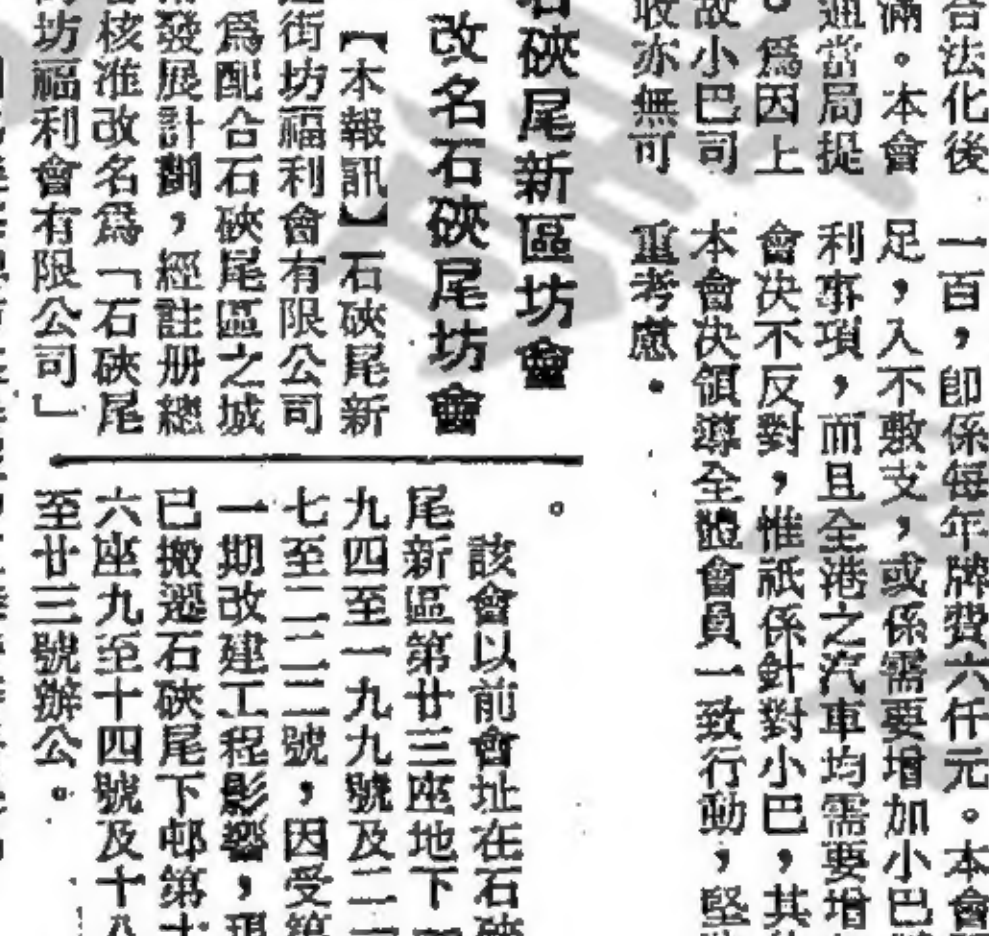 合法化後
滿。本會
通當局提
。爲因上
故小巴司
收亦無可
一百,即係每年牌費六仟元。本會
足,入不敷支,或係需要增加小巴
利事項,而且全港之汽車均需要增
會决不反對,惟祇係針對小巴,其
本會决領導全體會員一致行動,堅
重考慮.
石硤尾新區坊會
改名石硤尾坊會
【本報訊】石硤尾新
街坊福利會有限公司
爲配合石硤尾區之城
發展計劃,經註册總
核准改名爲「石硤尾
坊福利會有限公司」
。
該會以前會址在石硤
尾新區第廿三座地下
九四至一九九號及二
七至二二二號,因受第
一期改建工程影響,現
已搬遷石硤尾下邨第
六座九至十四號及十八
至廿三號辦公。